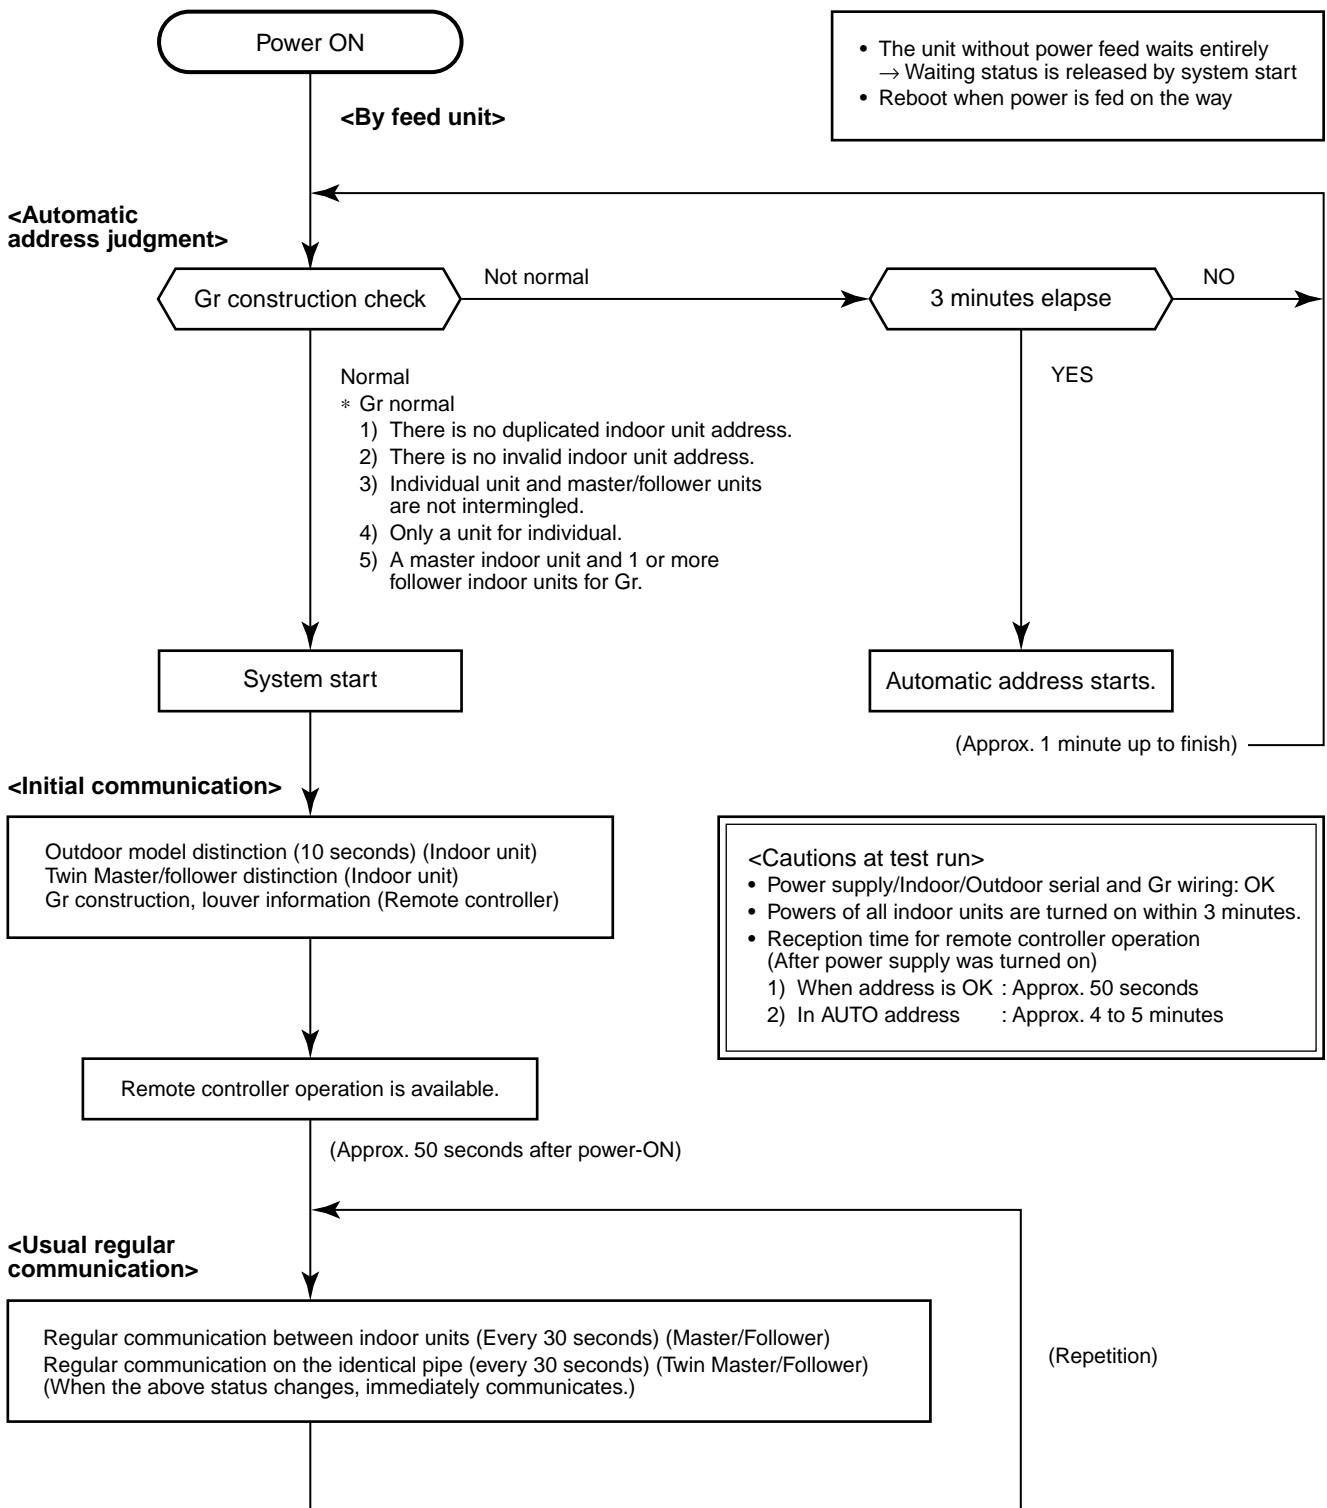 Power ON
• The unit without power feed waits entirely
→ Waiting status is released by system start
• Reboot when power is fed on the way
<By feed unit>
<Automatic
address judgment>
Gr construction check
Not normal
3 minutes elapse
NO
YES
Normal
* Gr normal
1) There is no duplicated indoor unit address.
2) There is no invalid indoor unit address.
3) Individual unit and master/follower units
are not intermingled.
4) Only a unit for individual.
5) A master indoor unit and 1 or more
follower indoor units for Gr.
System start
Automatic address starts.
(Approx. 1 minute up to finish)
<Initial communication>
Outdoor model distinction (10 seconds) (Indoor unit)
Twin Master/follower distinction (Indoor unit)
Gr construction, louver information (Remote controller)
<Cautions at test run>
• Power supply/Indoor/Outdoor serial and Gr wiring: OK
• Powers of all indoor units are turned on within 3 minutes.
• Reception time for remote controller operation
(After power supply was turned on)
1) When address is OK : Approx. 50 seconds
2) In AUTO address : Approx. 4 to 5 minutes
Remote controller operation is available.
(Approx. 50 seconds after power-ON)
<Usual regular
communication>
Regular communication between indoor units (Every 30 seconds) (Master/Follower)
Regular communication on the identical pipe (every 30 seconds) (Twin Master/Follower)
(When the above status changes, immediately communicates.)
(Repetition)